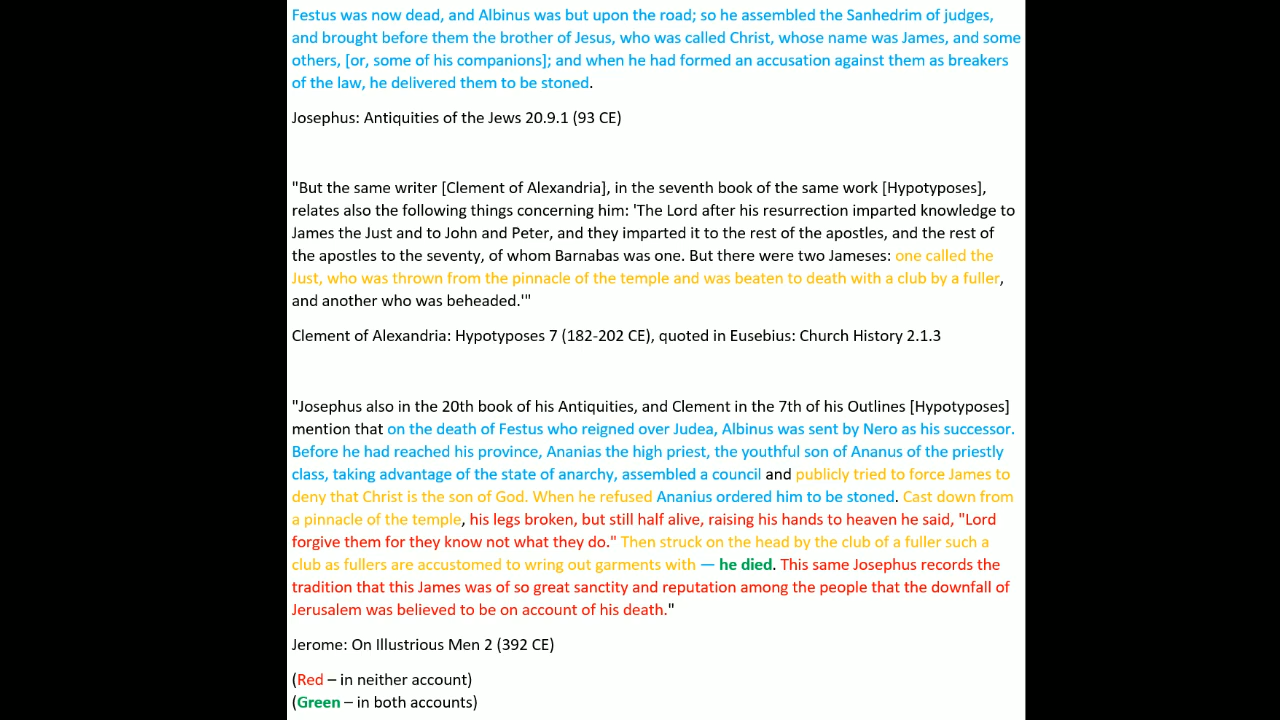 Festus was now dead, and Albinus was but upon the road; so he assembled the Sanhedrim of judges,
and brought before them the brother of Jesus, who was called Christ, whose name was James, and some
others, [or, some of his companions]; and when he had formed an accusation against them as breakers
of the law, he delivered them to be stoned.
Josephus: Antiquities of the Jews 20.9.1 (93 CE)
"But the same writer [Clement of Alexandria], in the seventh book of the same work [Hypotyposes],
relates also the following things concerning him: 'The Lord after his resurrection imparted knowledge to
James the Just and to John and Peter, and they imparted it to the rest of the apostles, and the rest of
the apostles to the seventy, of whom Barnabas was one. But there were two Jameses: one called the
Just, who was thrown from the pinnacle of the temple and was beaten to death with a club by a fuller,
and another who was beheaded.'"
Clement of Alexandria: Hypotyposes 7 (182-202 CE), quoted in Eusebius: Church History 2.1.3
"Josephus also in the 20th book of his Antiquities, and Clement in the 7th of his Outlines [Hypotyposes]
mention that on the death of Festus who reigned over Judea, Albinus was sent by Nero as his successor.
Before he had reached his province, Ananias the high priest, the youthful son of Ananus of the priestly
class, taking advantage of the state of anarchy, assembled a council and publicly tried to force James to
deny that Christ is the son of God. When he refused Ananius ordered him to be stoned. Cast down from
a pinnacle of the temple, his legs broken, but still half alive, raising his hands to heaven he said, "Lord
forgive them for they know not what they do." Then struck on the head by the club of a fuller such a
club as fullers are accustomed to wring out garments with — he died. This same Josephus records the
tradition that this James was of so great sanctity and reputation among the people that the downfall of
Jerusalem was believed to be on account of his death."
Jerome: On Illustrious Men 2 (392 CE)
(Red – in neither account)
(Green – in both accounts)